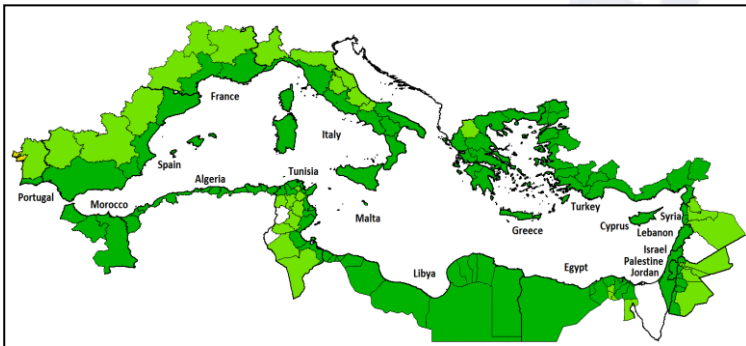 France
Italy
Spain
Tunisia
Algeria
Portugal
Morocco
Malta
Turkey
Greece
Cyprus
Syria
Lebanon
Israel
Palestine
Jordan
Libya
Egypt